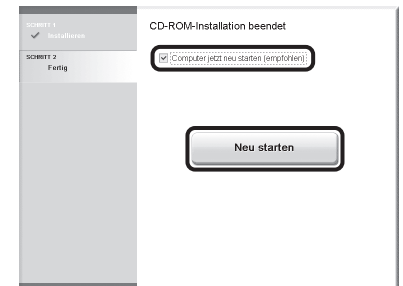 SCHRITT 1
Installieren
SCHRITT 2
Fertig
CD-ROM-Installation beendet
Computer jetzt neu starten (empfohlen)
Neu starten